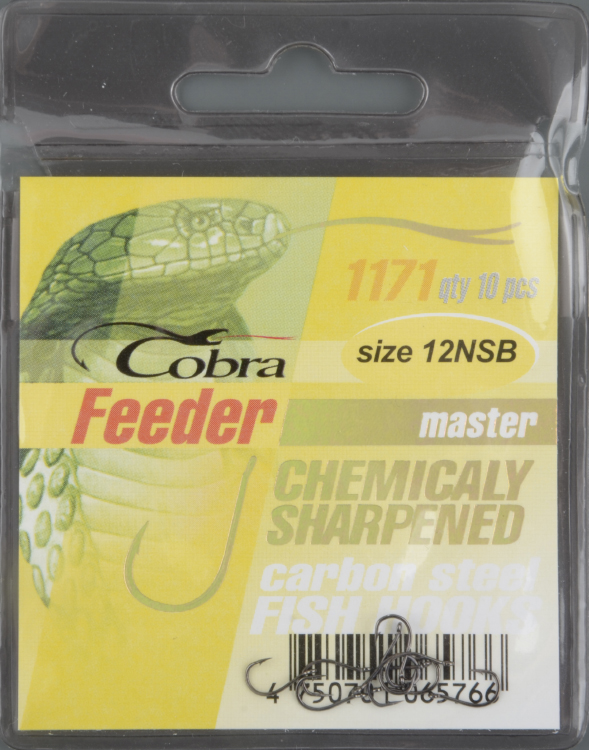 1171 qty 10 pcs
Cobra
size 12NSB
Feeder
master
CHEMICALY
SHARPENED
carbon steel
FISH HOOKS